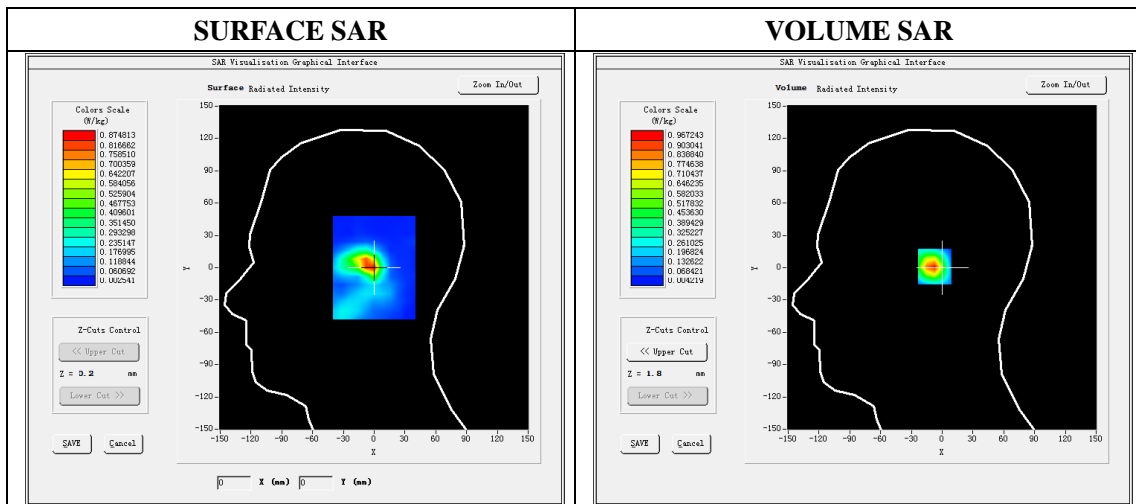 SURFACE SAR
SAR Visualisation Graphical Interface
Surface Radiated Intensity
Zoom In/Out
Colors Scale
(W/kg)
0.874813
0.816662
0.758510
0.700359
0.642207
0.584056
0.525904
0.467753
0.409601
0.351450
0.293298
0.235147
0.176995
0.118844
0.060692
0.002541
150
120
90
60
30
0
-30
-60
-90
-120
-150
Y
-150 -120 -90 -60 -30 0 30 60 90 120 150
X
Z-Cuts Control
<< Upper Cut
Z = 0.2 mm
Lower Cut >>
SAVE Cancel
0 X (mm) 0 Y (mm)
VOLUME SAR
SAR Visualisation Graphical Interface
Volume Radiated Intensity
Zoom In/Out
Colors Scale
(W/kg)
0.967243
0.903041
0.838840
0.774638
0.710437
0.646235
0.582033
0.517832
0.453630
0.389429
0.325227
0.261025
0.196824
0.132622
0.068421
0.004219
150
120
90
60
30
0
-30
-60
-90
-120
-150
Y
-150 -120 -90 -60 -30 0 30 60 90 120 150
X
Z-Cuts Control
<< Upper Cut
Z = 1.8 mm
Lower Cut >>
SAVE Cancel